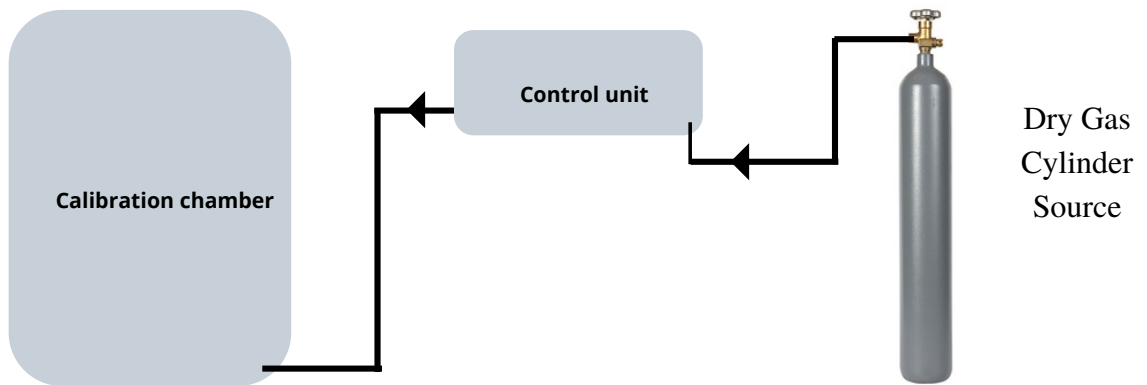 Control unit
Calibration chamber
Dry Gas
Cylinder
Source